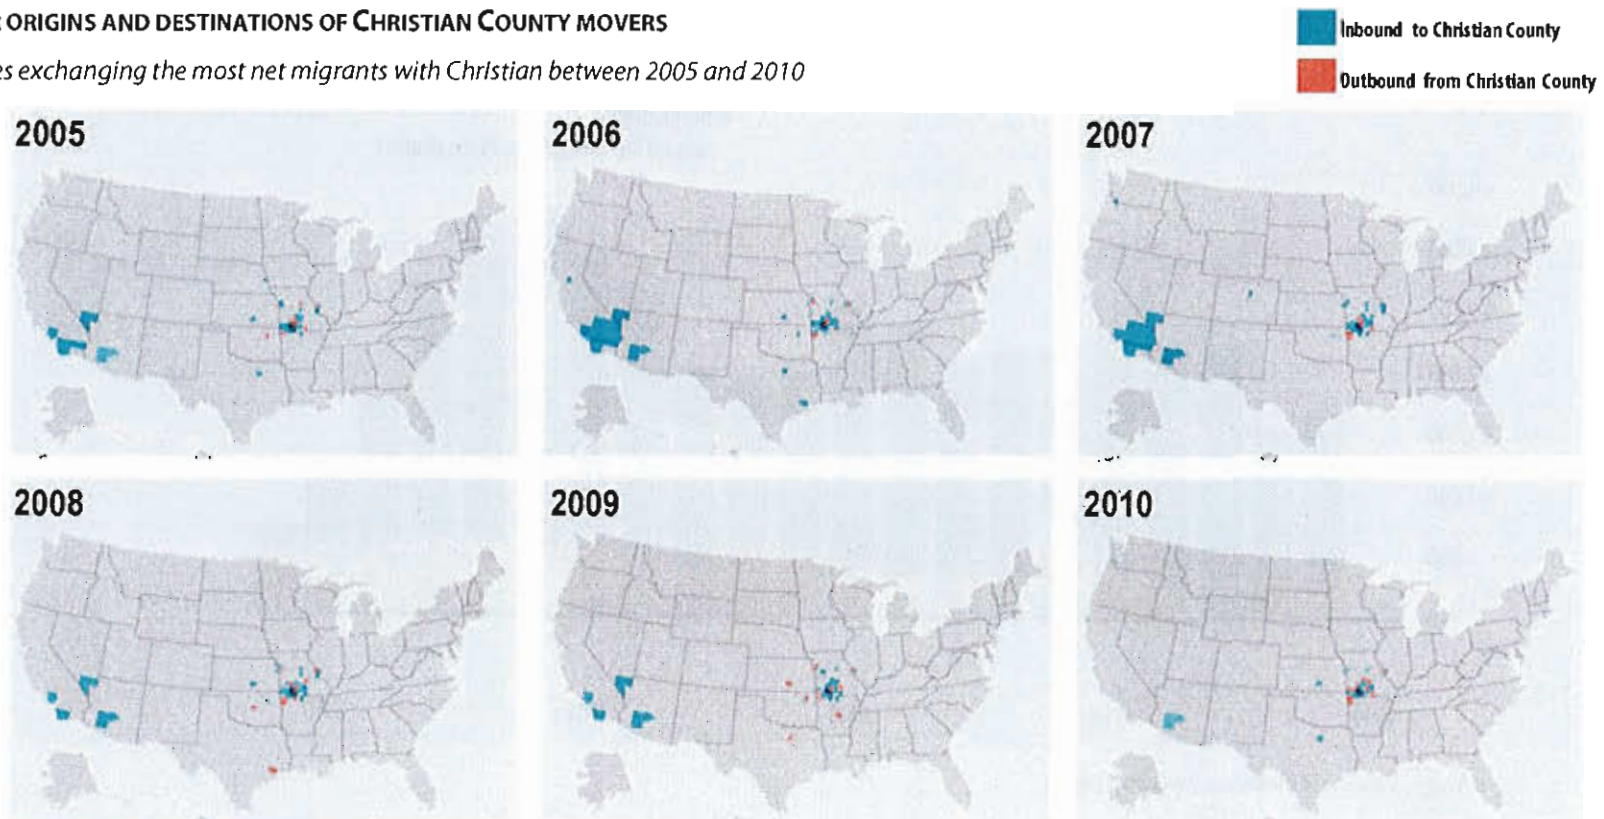 ORIGINS AND DESTINATIONS OF CHRISTIAN COUNTY MOVERS
exchanging the most net migrants with Christian between 2005 and 2010
Inbound to Christian County
Outbound from Christian County
2005
2006
2007
2008
2009
2010